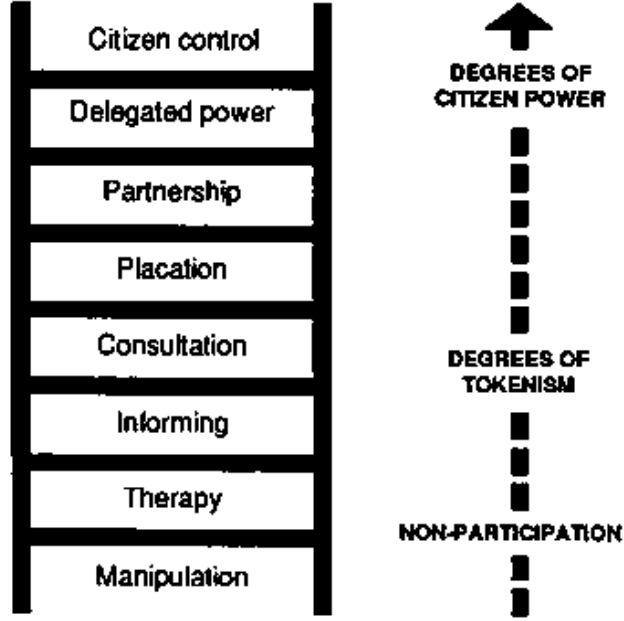 Citizen control
Delegated power
Partnership
Placation
Consultation
Informing
Therapy
Manipulation
DEGREES OF
CITIZEN POWER
DEGREES OF
TOKENISM
NON-PARTICIPATION